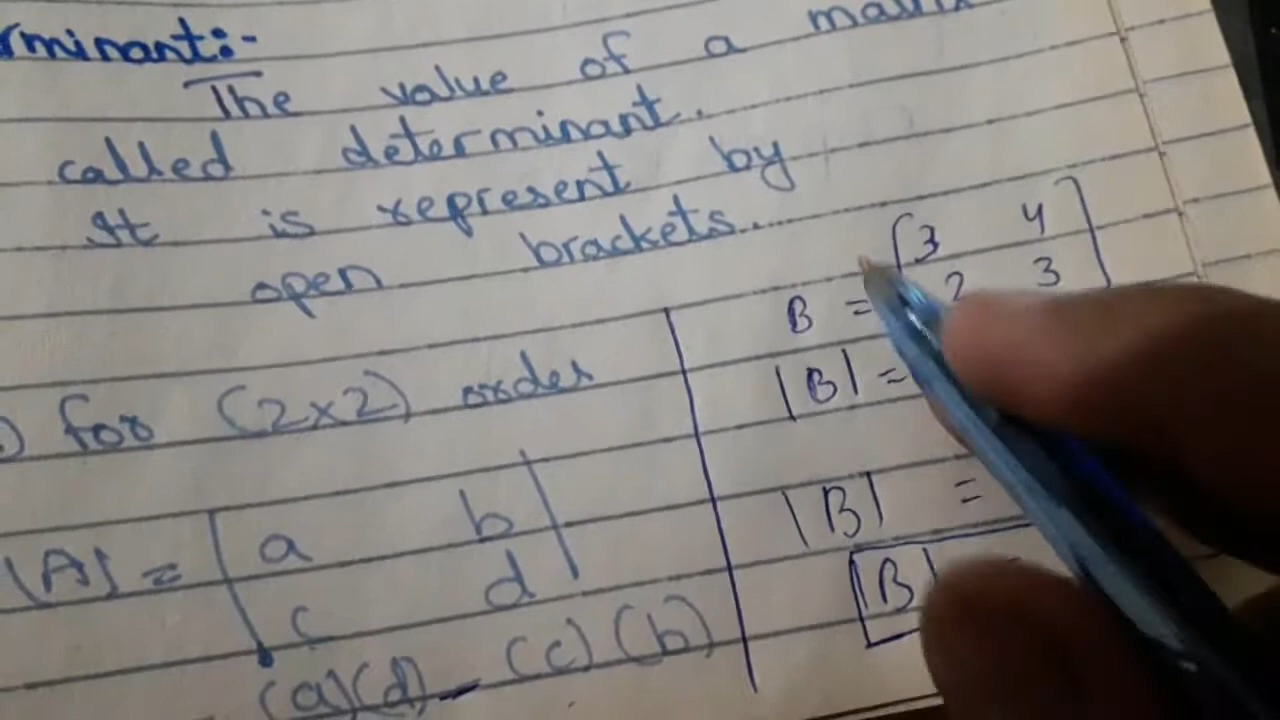 rminant:-
The value of a matrix
called determinant.
It is represent by
open brackets....
for (2x2) order
|A| = | a b
c d |
(a)(d) - (c)(b)
B = [ 3 4
2 3 ]
|B| =
|B| =
|B| =